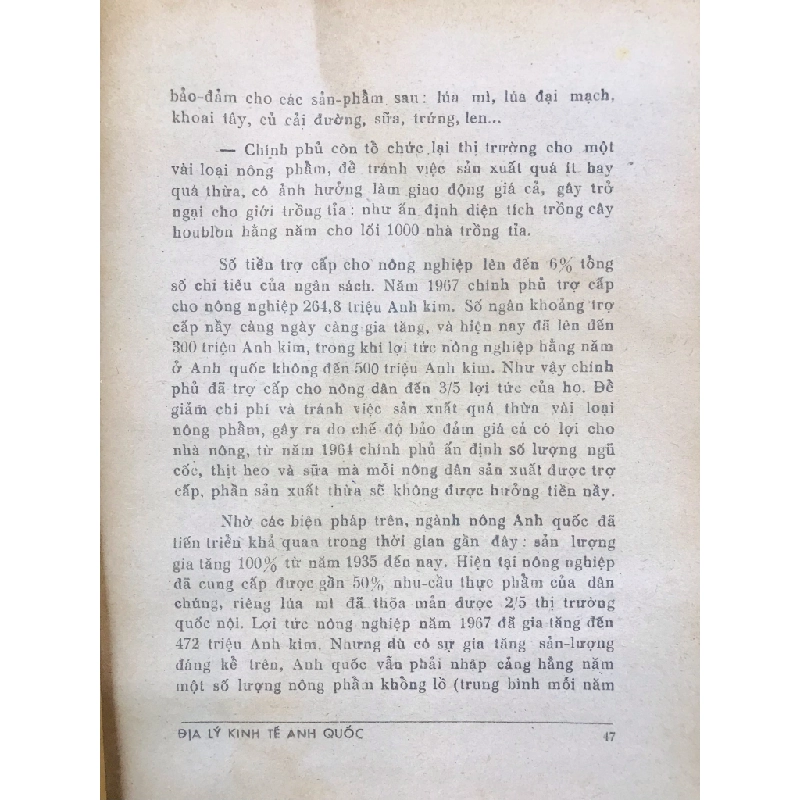 bảo-đảm cho các sản-phẩm sau: lúa mì, lúa đại mạch,
khoai tây, củ cải đường, sữa, trứng, len...
— Chính phủ còn tổ chức lại thị trường cho một
vài loại nông phẩm, để tránh việc sản xuất quá ít hay
quá thừa, có ảnh hưởng làm giao động giá cả, gây trở
ngại cho giới trồng tỉa: như ấn định diện tích trồng cây
houblon hằng năm cho lối 1000 nhà trồng tỉa.
Số tiền trợ cấp cho nông nghiệp lên đến 6% tổng
số chi tiêu của ngân sách. Năm 1967 chính phủ trợ cấp
cho nông nghiệp 264,8 triệu Anh kim. Số ngân khoảng trợ
cấp nầy càng ngày càng gia tăng, và hiện nay đã lên đến
300 triệu Anh kim, trong khi lợi tức nông nghiệp hằng năm
ở Anh quốc không đến 500 triệu Anh kim. Như vậy chính
phủ đã trợ cấp cho nông dân đến 3/5 lợi tức của họ. Để
giảm chi phí và tránh việc sản xuất quá thừa vài loại
nông phẩm, gây ra do chế độ bảo đảm giá cả có lợi cho
nhà nông, từ năm 1964 chính phủ ấn định số lượng ngũ
cốc, thịt heo và sữa mà mỗi nông dân sản xuất được trợ
cấp, phần sản xuất thừa sẽ không được hưởng tiền nầy.
Nhờ các biện pháp trên, ngành nông Anh quốc đã
tiến triển khả quan trong thời gian gần đây: sản lượng
gia tăng 100% từ năm 1935 đến nay. Hiện tại nông nghiệp
đã cung cấp được gần 50% nhu-cầu thực phẩm của dân
chúng, riêng lúa mì đã thõa mản được 2/5 thị trường
quốc nội. Lợi tức nông nghiệp năm 1967 đã gia tăng đến
472 triệu Anh kim. Nhưng dù có sự gia tăng sản-lượng
đáng kể trên, Anh quốc vẫn phải nhập cảng hằng năm
một số lượng nông phẩm khổng lồ (trung bình mỗi năm
ĐỊA LÝ KINH TẾ ANH QUỐC 47